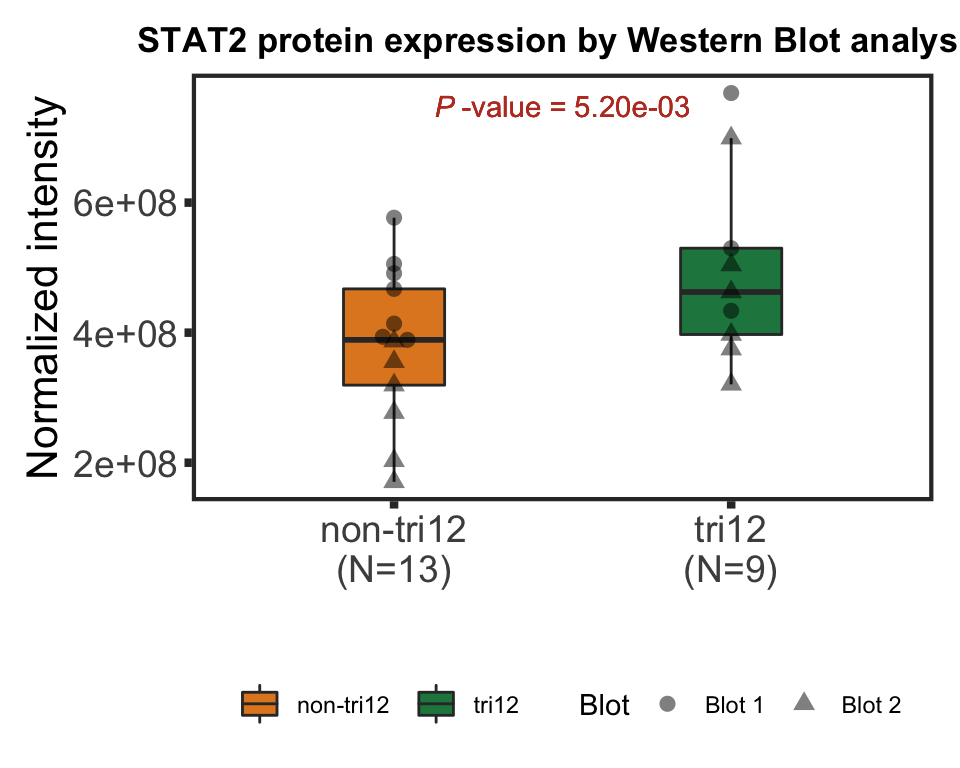 STAT2 protein expression by Western Blot analys
P -value = 5.20e-03
Normalized intensity
6e+08
4e+08
2e+08
non-tri12
(N=13)
tri12
(N=9)
non-tri12
tri12
Blot
Blot 1
Blot 2